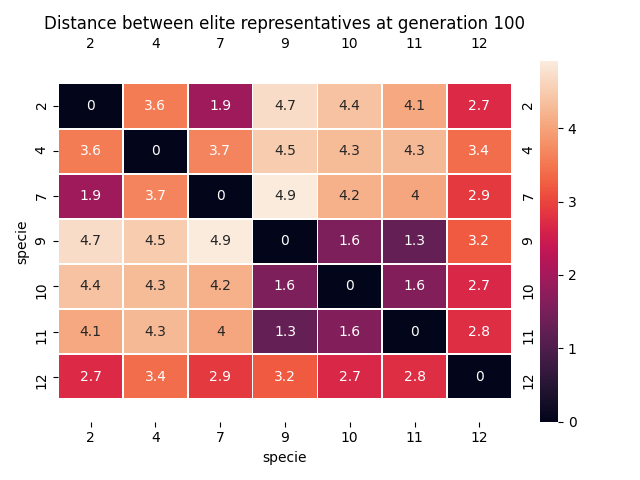 Distance between elite representatives at generation 100
2 4 7 9 10 11 12
2 0 3.6 1.9 4.7 4.4 4.1 2.7 2
4 3.6 0 3.7 4.5 4.3 4.3 3.4 4
7 1.9 3.7 0 4.9 4.2 4 2.9 7
9 4.7 4.5 4.9 0 1.6 1.3 3.2 9
10 4.4 4.3 4.2 1.6 0 1.6 2.7 10
11 4.1 4.3 4 1.3 1.6 0 2.8 11
12 2.7 3.4 2.9 3.2 2.7 2.8 0 12
2 4 7 9 10 11 12
specie
specie
4
3
2
1
0